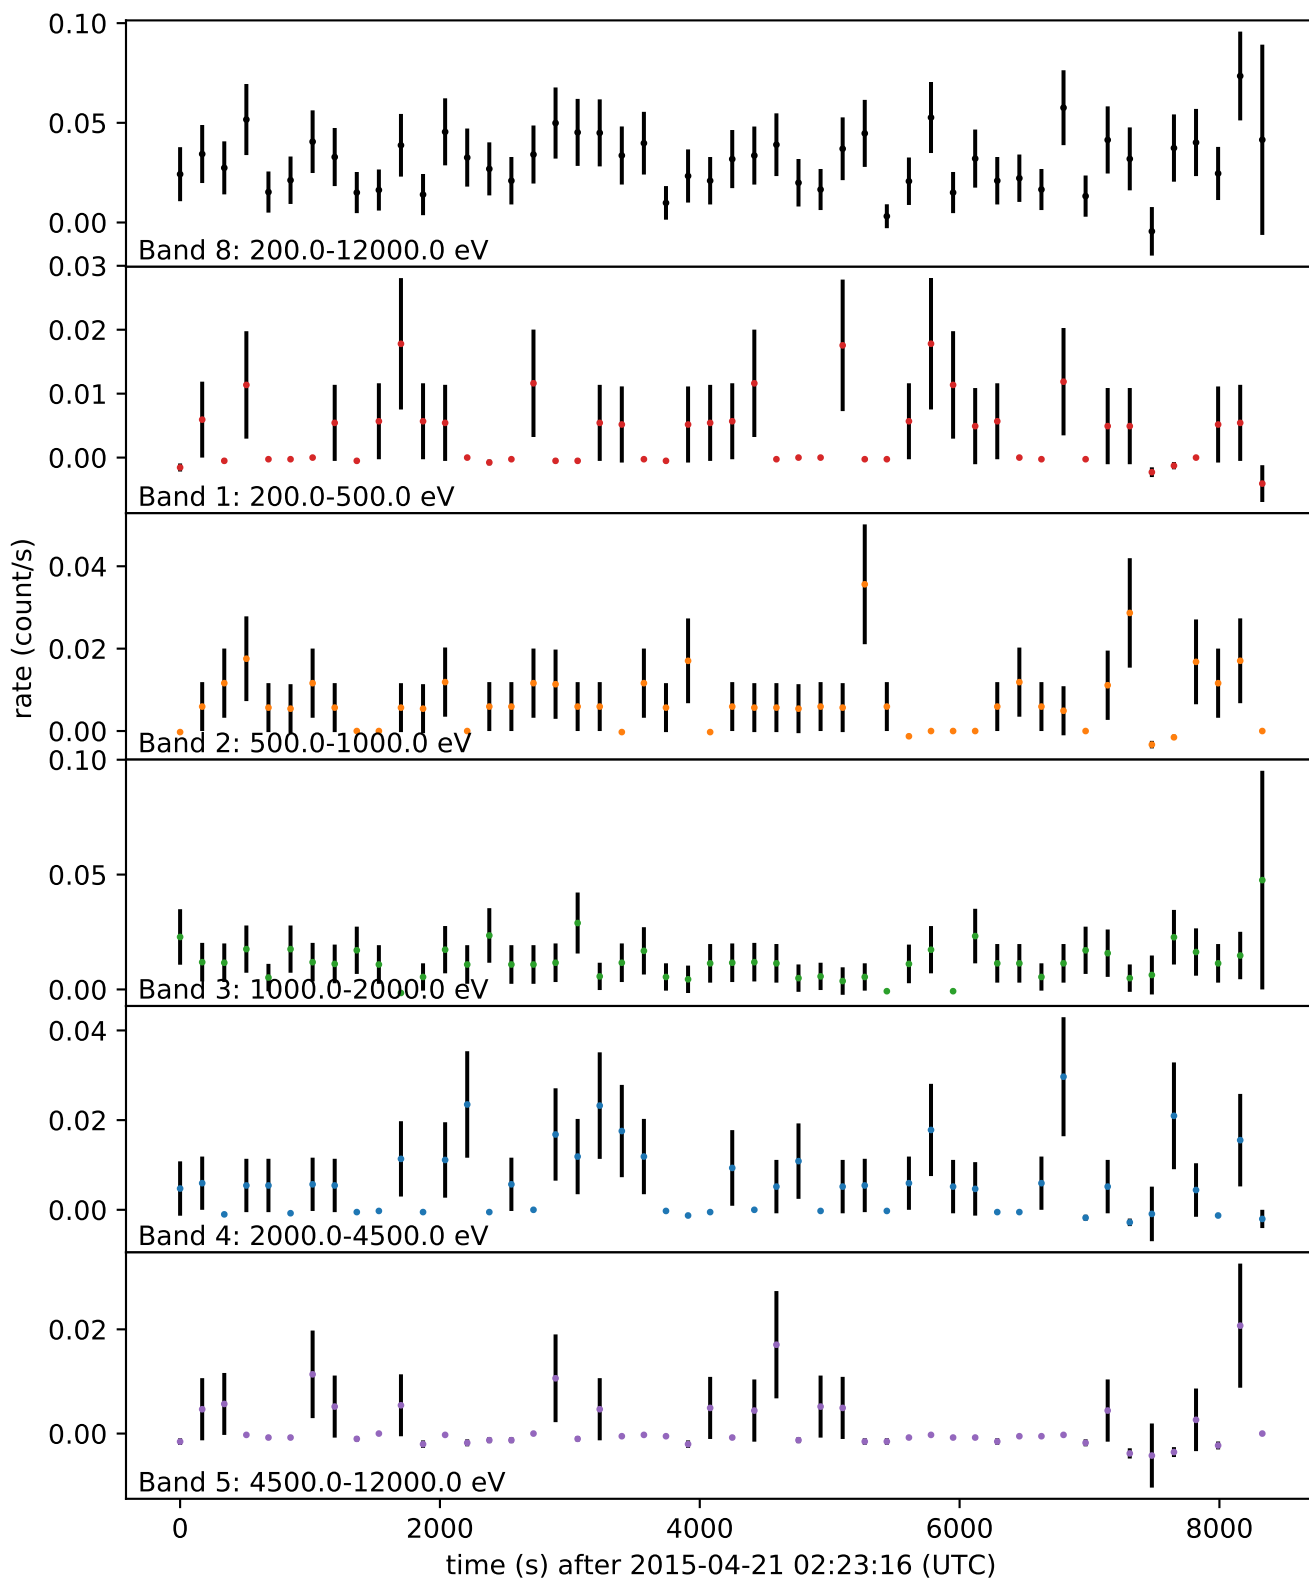 0.10
0.05
0.00
Band 8: 200.0-12000.0 eV
0.03
0.02
0.01
0.00
Band 1: 200.0-500.0 eV
rate (count/s)
0.04
0.02
0.00
Band 2: 500.0-1000.0 eV
0.10
0.05
0.00
Band 3: 1000.0-2000.0 eV
0.04
0.02
0.00
Band 4: 2000.0-4500.0 eV
0.02
0.00
Band 5: 4500.0-12000.0 eV
0 2000 4000 6000 8000
time (s) after 2015-04-21 02:23:16 (UTC)